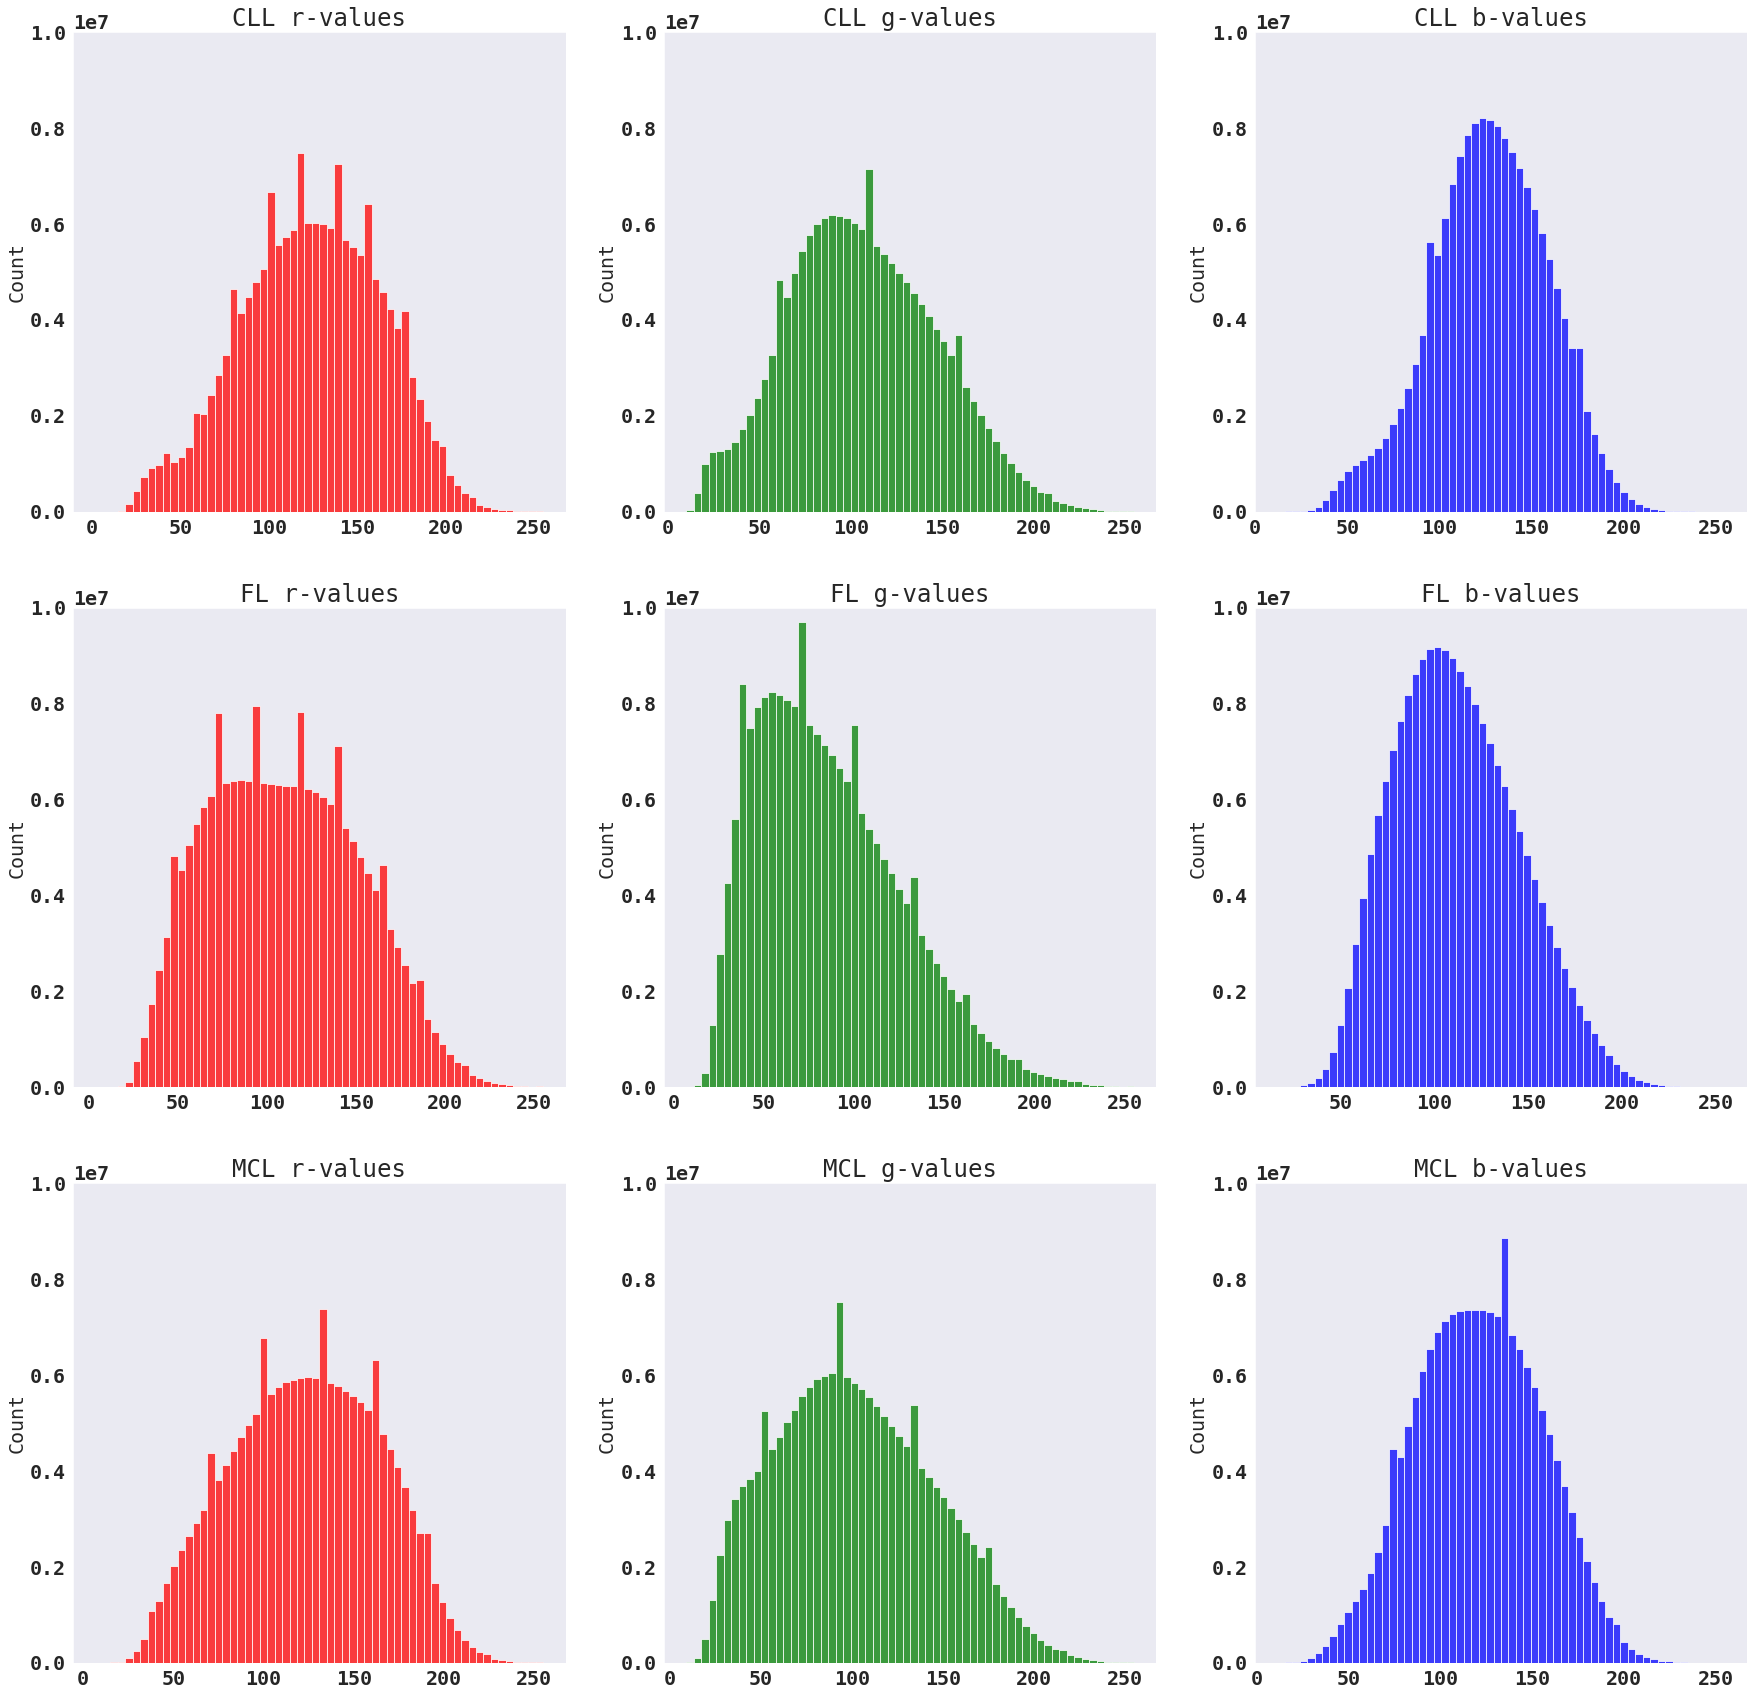 CLL r-values CLL g-values CLL b-values
1e7 1e7 1e7
1.0 1.0 1.0
0.8 0.8 0.8
0.6 0.6 0.6
Count Count Count
0.4 0.4 0.4
0.2 0.2 0.2
0.0 0.0 0.0
0 50 100 150 200 250 0 50 100 150 200 250 0 50 100 150 200 250
FL r-values FL g-values FL b-values
1e7 1e7 1e7
1.0 1.0 1.0
0.8 0.8 0.8
0.6 0.6 0.6
Count Count Count
0.4 0.4 0.4
0.2 0.2 0.2
0.0 0.0 0.0
0 50 100 150 200 250 0 50 100 150 200 250 50 100 150 200 250
MCL r-values MCL g-values MCL b-values
1e7 1e7 1e7
1.0 1.0 1.0
0.8 0.8 0.8
0.6 0.6 0.6
Count Count Count
0.4 0.4 0.4
0.2 0.2 0.2
0.0 0.0 0.0
0 50 100 150 200 250 0 50 100 150 200 250 0 50 100 150 200 250